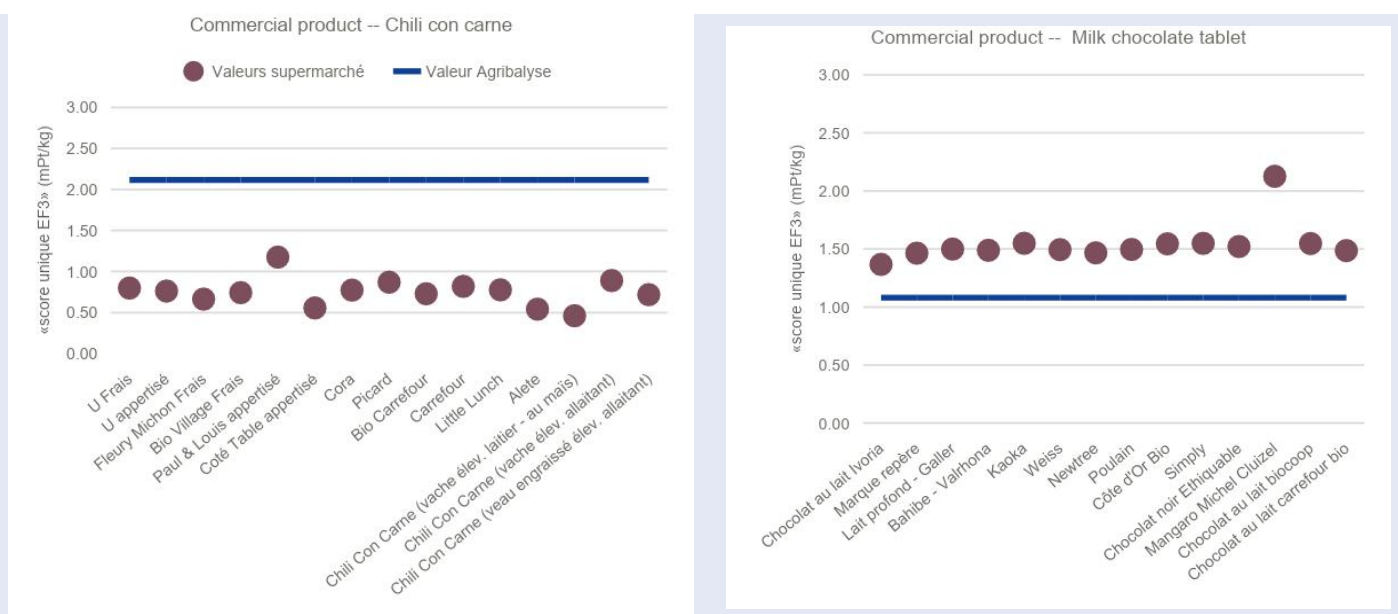 Commercial product -- Chili con carne
Valeurs supermarché
Valeur Agribalyse
«score unique EF3» (mPt/kg)
3.00
2.50
2.00
1.50
1.00
0.50
0.00
U Frais
U appertisé
Fleury Michon Frais
Bio Village Frais
Paul & Louis appertisé
Coté Table appertisé
Cora
Picard
Bio Carrefour
Carrefour
Little Lunch
Alete
Chili Con Carne (vache élev. laitier - au maïs)
Chili Con Carne (vache élev. allaitant)
Chili Con Carne (veau engraissé élev. allaitant)
Commercial product -- Milk chocolate tablet
«score unique EF3» (mPt/kg)
3.00
2.50
2.00
1.50
1.00
0.50
0.00
Chocolat au lait Ivoria
Marque repère
Lait profond - Galler
Bahibe - Valrhona
Kaoka
Weiss
Newtree
Poulain
Côte d'Or Bio
Simply
Chocolat noir Ethiquable
Mangaro Michel Cluizel
Chocolat au lait biocoop
Chocolat au lait carrefour bio